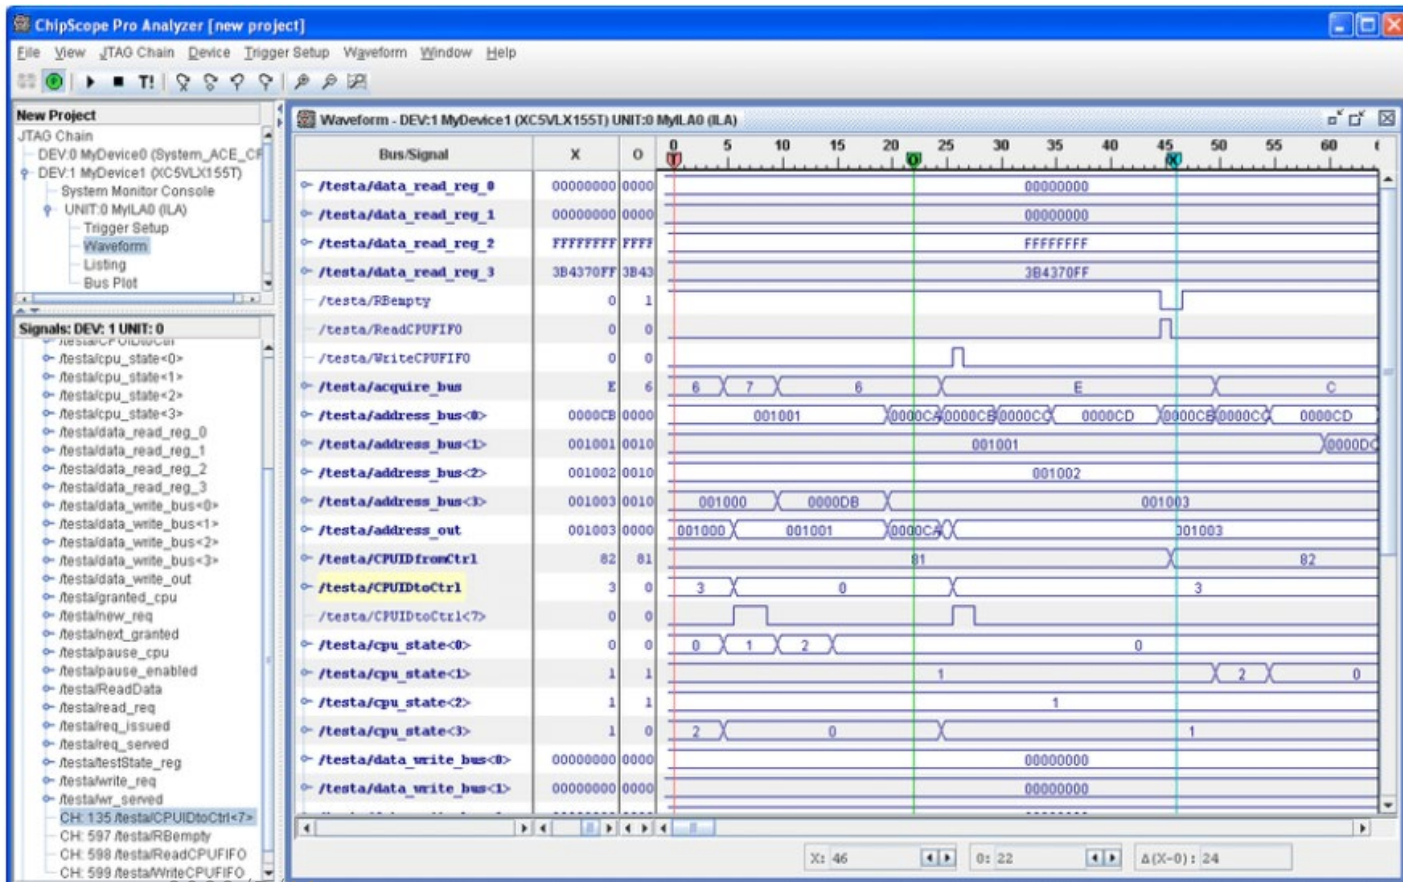 ChipScope Pro Analyzer [new project]
File View JTAG Chain Device Trigger Setup Waveform Window Help
T!
New Project
JTAG Chain
DEV:0 MyDevice0 (System_ACE_CF
DEV:1 MyDevice1 (XC5VLX155T)
System Monitor Console
UNIT:0 MyILA0 (ILA)
Trigger Setup
Waveform
Listing
Bus Plot
Signals: DEV: 1 UNIT: 0
/testa/CPUIDtoCtrl
/testa/cpu_state<0>
/testa/cpu_state<1>
/testa/cpu_state<2>
/testa/cpu_state<3>
/testa/data_read_reg_0
/testa/data_read_reg_1
/testa/data_read_reg_2
/testa/data_read_reg_3
/testa/data_write_bus<0>
/testa/data_write_bus<1>
/testa/data_write_bus<2>
/testa/data_write_bus<3>
/testa/data_write_out
/testa/granted_cpu
/testa/new_req
/testa/next_granted
/testa/pause_cpu
/testa/pause_enabled
/testa/ReadData
/testa/read_req
/testa/req_issued
/testa/req_served
/testa/testState_reg
/testa/write_req
/testa/wr_served
CH: 135 /testa/CPUIDtoCtrl<7>
CH: 597 /testa/RBempty
CH: 598 /testa/ReadCPUFIFO
CH: 599 /testa/WriteCPUFIFO
Waveform - DEV:1 MyDevice1 (XC5VLX155T) UNIT:0 MyILA0 (ILA)
Bus/Signal X O 0 5 10 15 20 25 30 35 40 45 50 55 60
T O X
/testa/data_read_reg_0 00000000 0000 00000000
/testa/data_read_reg_1 00000000 0000 00000000
/testa/data_read_reg_2 FFFFFFFF FFFF FFFFFFFF
/testa/data_read_reg_3 3B4370FF 3B43 3B4370FF
/testa/RBempty 0 1
/testa/ReadCPUFIFO 0 0
/testa/WriteCPUFIFO 0 0
/testa/acquire_bus E 6 6 7 6 E C
/testa/address_bus<0> 0000CB 0000 001001 0000CA 0000CB 0000CC 0000CD 0000CB 0000CC 0000CD
/testa/address_bus<1> 001001 0010 001001 0000DC
/testa/address_bus<2> 001002 0010 001002
/testa/address_bus<3> 001003 0010 001000 0000DB 001003
/testa/address_out 001003 0000 001000 001001 0000CA 001003
/testa/CPUIDfromCtrl 82 81 81 82
/testa/CPUIDtoCtrl 3 0 3 0 3
/testa/CPUIDtoCtrl<7> 0 0
/testa/cpu_state<0> 0 0 0 1 2 0
/testa/cpu_state<1> 1 1 1 2 0
/testa/cpu_state<2> 1 1 1
/testa/cpu_state<3> 1 0 2 0 1
/testa/data_write_bus<0> 00000000 0000 00000000
/testa/data_write_bus<1> 00000000 0000 00000000
X: 46 O: 22 Δ(X-O): 24